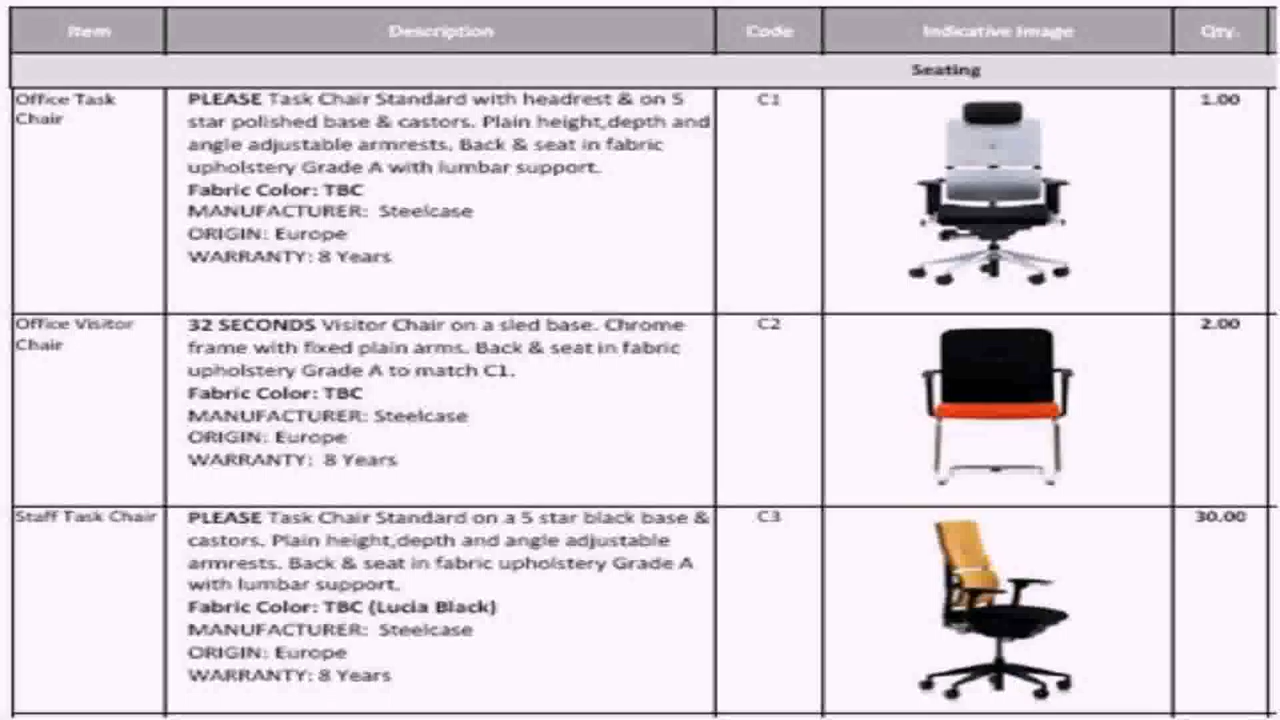 Item Description Code Indicative Image Qty.
Seating
Office Task Chair
PLEASE Task Chair Standard with headrest & on 5
star polished base & castors. Plain height,depth and
angle adjustable armrests. Back & seat in fabric
upholstery Grade A with lumbar support.
Fabric Color: TBC
MANUFACTURER: Steelcase
ORIGIN: Europe
WARRANTY: 8 Years
C1
1.00
Office Visitor Chair
32 SECONDS Visitor Chair on a sled base. Chrome
frame with fixed plain arms. Back & seat in fabric
upholstery Grade A to match C1.
Fabric Color: TBC
MANUFACTURER: Steelcase
ORIGIN: Europe
WARRANTY: 8 Years
C2
2.00
Staff Task Chair
PLEASE Task Chair Standard on a 5 star black base &
castors. Plain height,depth and angle adjustable
armrests. Back & seat in fabric upholstery Grade A
with lumbar support.
Fabric Color: TBC (Lucia Black)
MANUFACTURER: Steelcase
ORIGIN: Europe
WARRANTY: 8 Years
C3
30.00